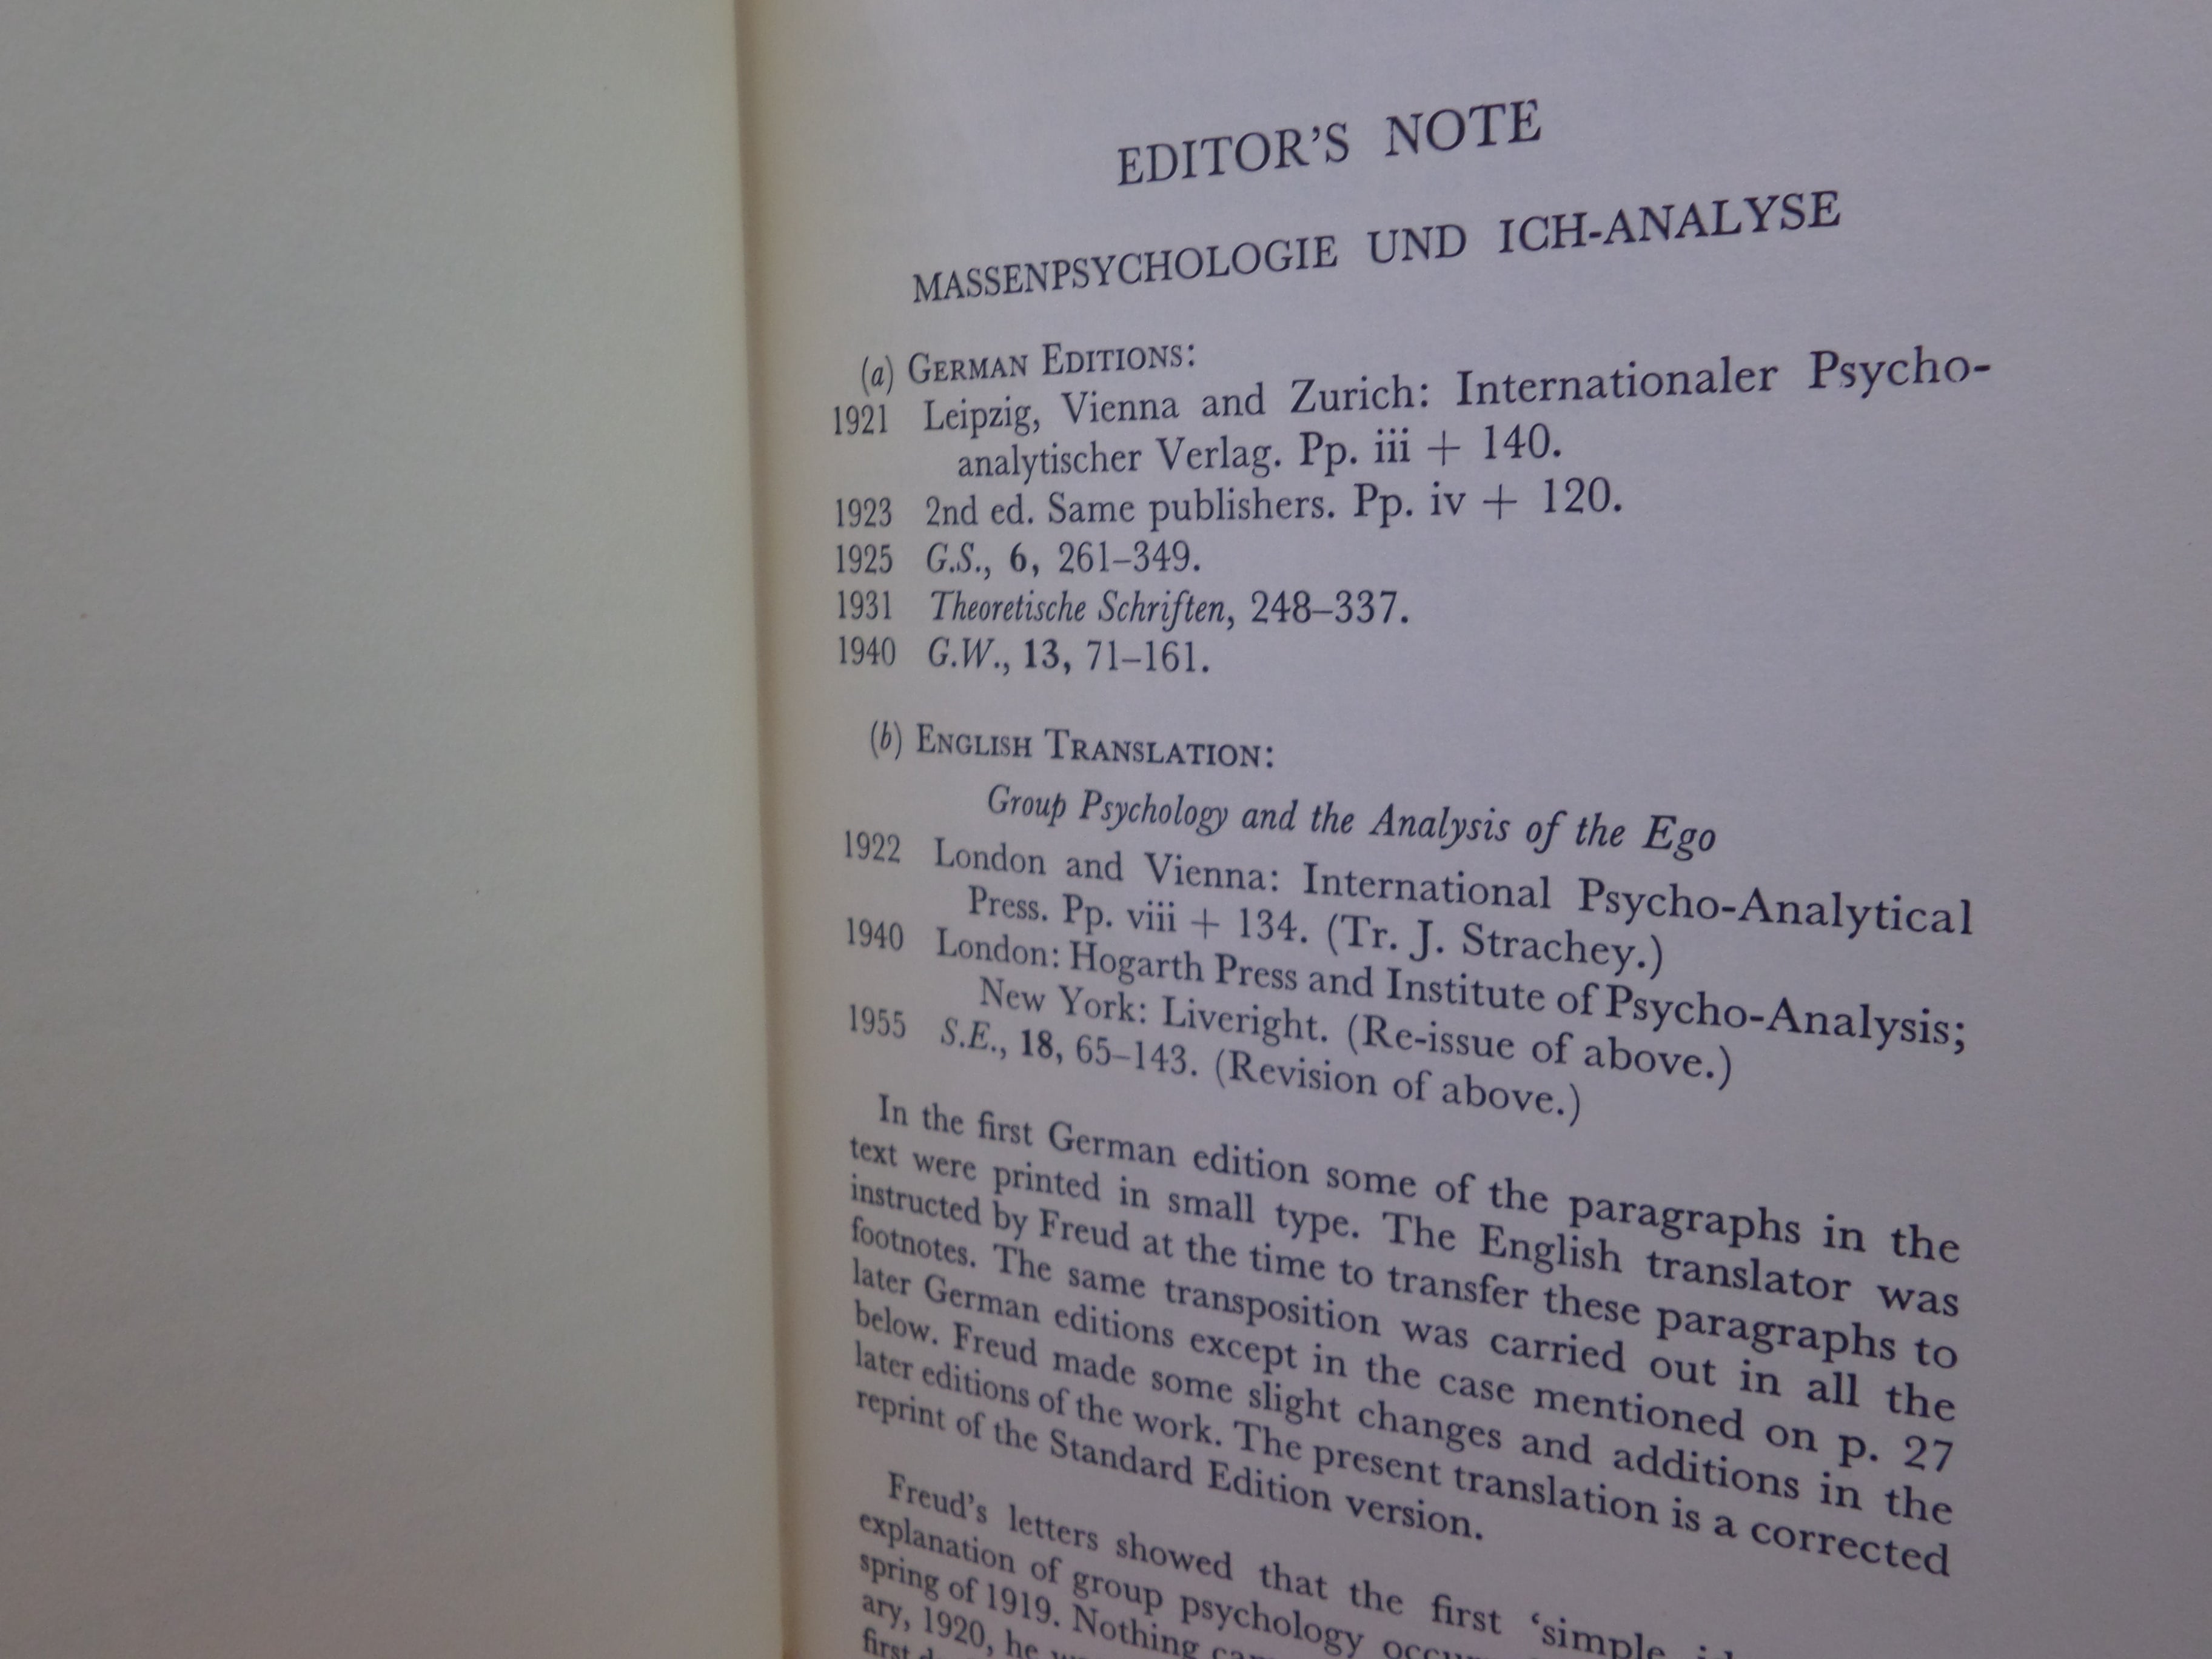 EDITOR'S NOTE
MASSENPSYCHOLOGIE UND ICH-ANALYSE
(a) GERMAN EDITIONS:
1921 Leipzig, Vienna and Zurich: Internationaler Psycho-
analytischer Verlag. Pp. iii + 140.
1923 2nd ed. Same publishers. Pp. iv + 120.
1925 G.S., 6, 261–349.
1931 Theoretische Schriften, 248–337.
1940 G.W., 13, 71–161.
(b) ENGLISH TRANSLATION:
Group Psychology and the Analysis of the Ego
1922 London and Vienna: International Psycho-Analytical
Press. Pp. viii + 134. (Tr. J. Strachey.)
1940 London: Hogarth Press and Institute of Psycho-Analysis;
New York: Liveright. (Re-issue of above.)
1955 S.E., 18, 65–143. (Revision of above.)
In the first German edition some of the paragraphs in the
text were printed in small type. The English translator was
instructed by Freud at the time to transfer these paragraphs to
footnotes. The same transposition was carried out in all the
later German editions except in the case mentioned on p. 27
below. Freud made some slight changes and additions in the
later editions of the work. The present translation is a corrected
reprint of the Standard Edition version.
Freud's letters showed that the first 'simple
explanation of group psychology
spring of 1919. Nothing
ary, 1920, he
first